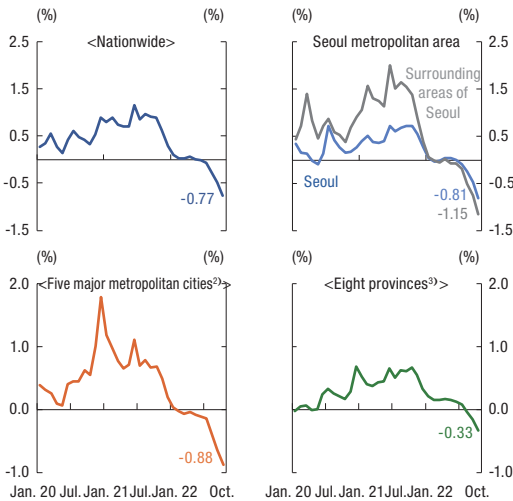 (%) (%) (%) (%)
2.5 2.5
<Nationwide> Seoul metropolitan area
Surrounding
areas of
Seoul
1.5 1.5
0.5 0.5
Seoul
-0.5 -0.5
-0.77 -0.81
-1.15
-1.5 -1.5
(%) (%) (%) (%)
2.0 2.0
<Five major metropolitan cities²⁾> <Eight provinces³⁾>
1.0 1.0
0.0 0.0
-0.33
-0.88
-1.0 -1.0
Jan. 20 Jul. Jan. 21 Jul. Jan. 22 Oct. Jan. 20 Jul. Jan. 21 Jul. Jan. 22 Oct.